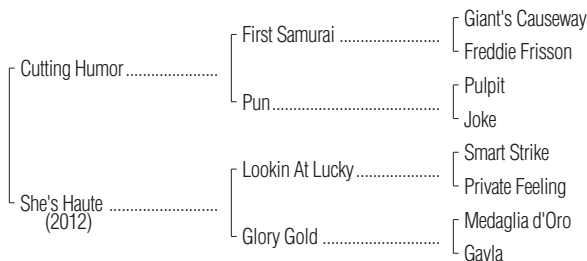 Giant's Causeway
First Samurai ......................
Freddie Frisson
Cutting Humor ...................
Pulpit
Pun ....................................
Joke
Smart Strike
Lookin At Lucky ..................
Private Feeling
She's Haute ......................
(2012)
Medaglia d'Oro
Glory Gold .........................
Gayla